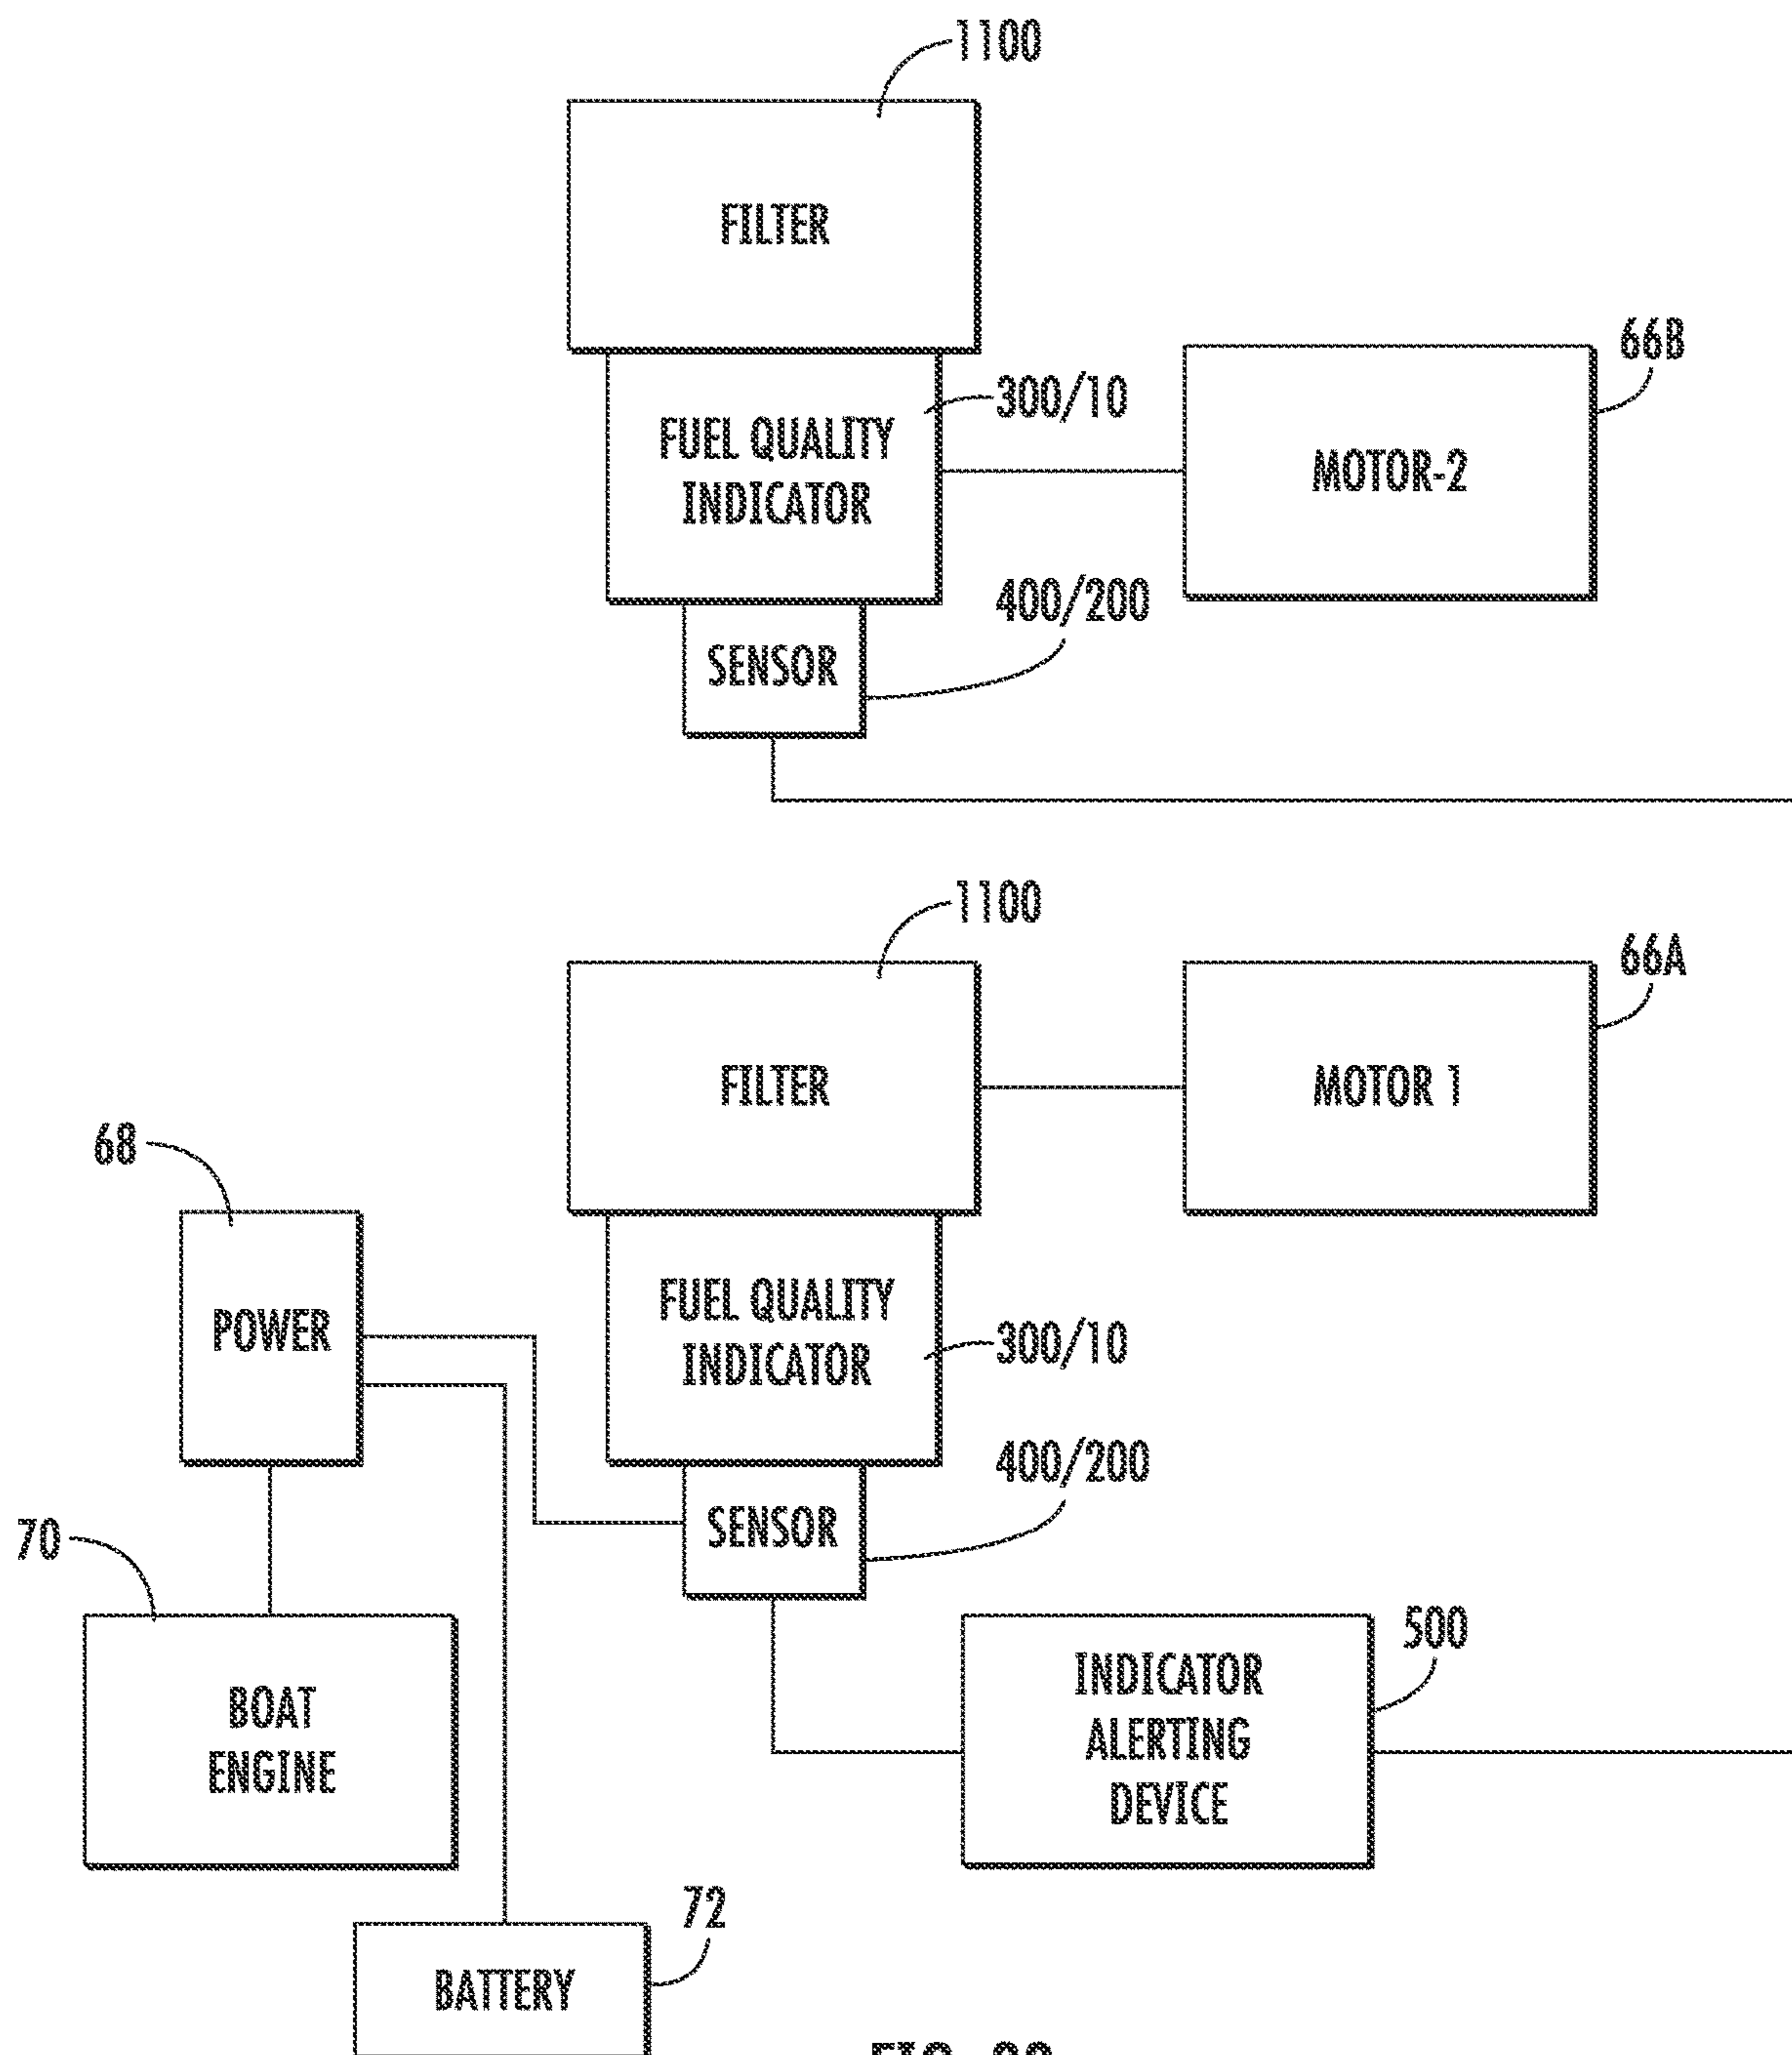 1100
FILTER
66B
300/10
FUEL QUALITY
INDICATOR
MOTOR-2
400/200
SENSOR
1100
66A
FILTER
MOTOR 1
68
POWER
FUEL QUALITY
INDICATOR
300/10
400/200
SENSOR
70
500
BOAT
ENGINE
INDICATOR
ALERTING
DEVICE
72
BATTERY